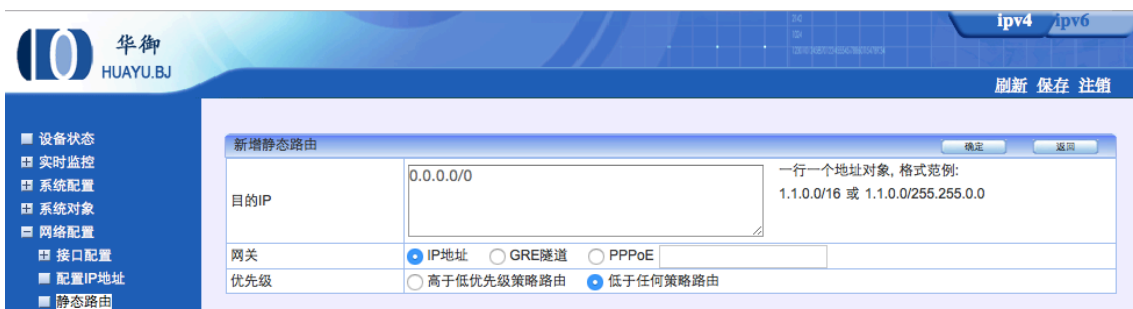 华御
HUAYU.BJ
ipv4 ipv6
刷新 保存 注销
设备状态
实时监控
系统配置
系统对象
网络配置
接口配置
配置IP地址
静态路由
新增静态路由 确定 返回
目的IP 0.0.0.0/0 一行一个地址对象, 格式范例:
1.1.0.0/16 或 1.1.0.0/255.255.0.0
网关 IP地址 GRE隧道 PPPoE
优先级 高于低优先级策略路由 低于任何策略路由